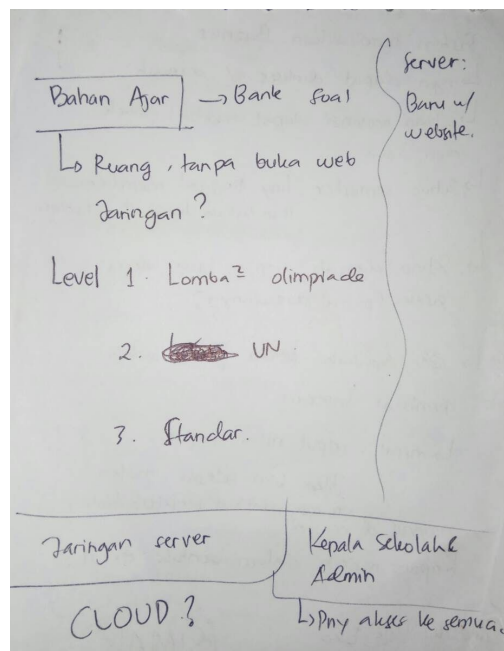 Bahan Ajar → Bank soal
↳ Ruang, tanpa buka web
Jaringan?
Level 1. Lomba² olimpiade
2. UN.
3. Standar.
server:
Baru u/
website.
Jaringan server
CLOUD?
Kepala Sekolah &
Admin
↳ Pny akses ke semua.